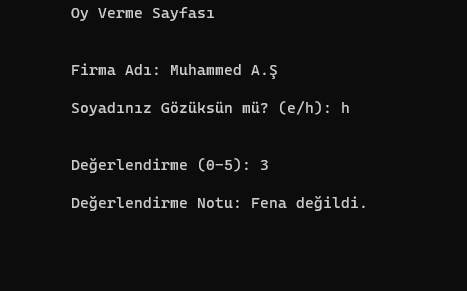 Oy Verme Sayfası
Firma Adı: Muhammed A.Ş
Soyadınız Gözüksün mü? (e/h): h
Değerlendirme (0-5): 3
Değerlendirme Notu: Fena değildi.